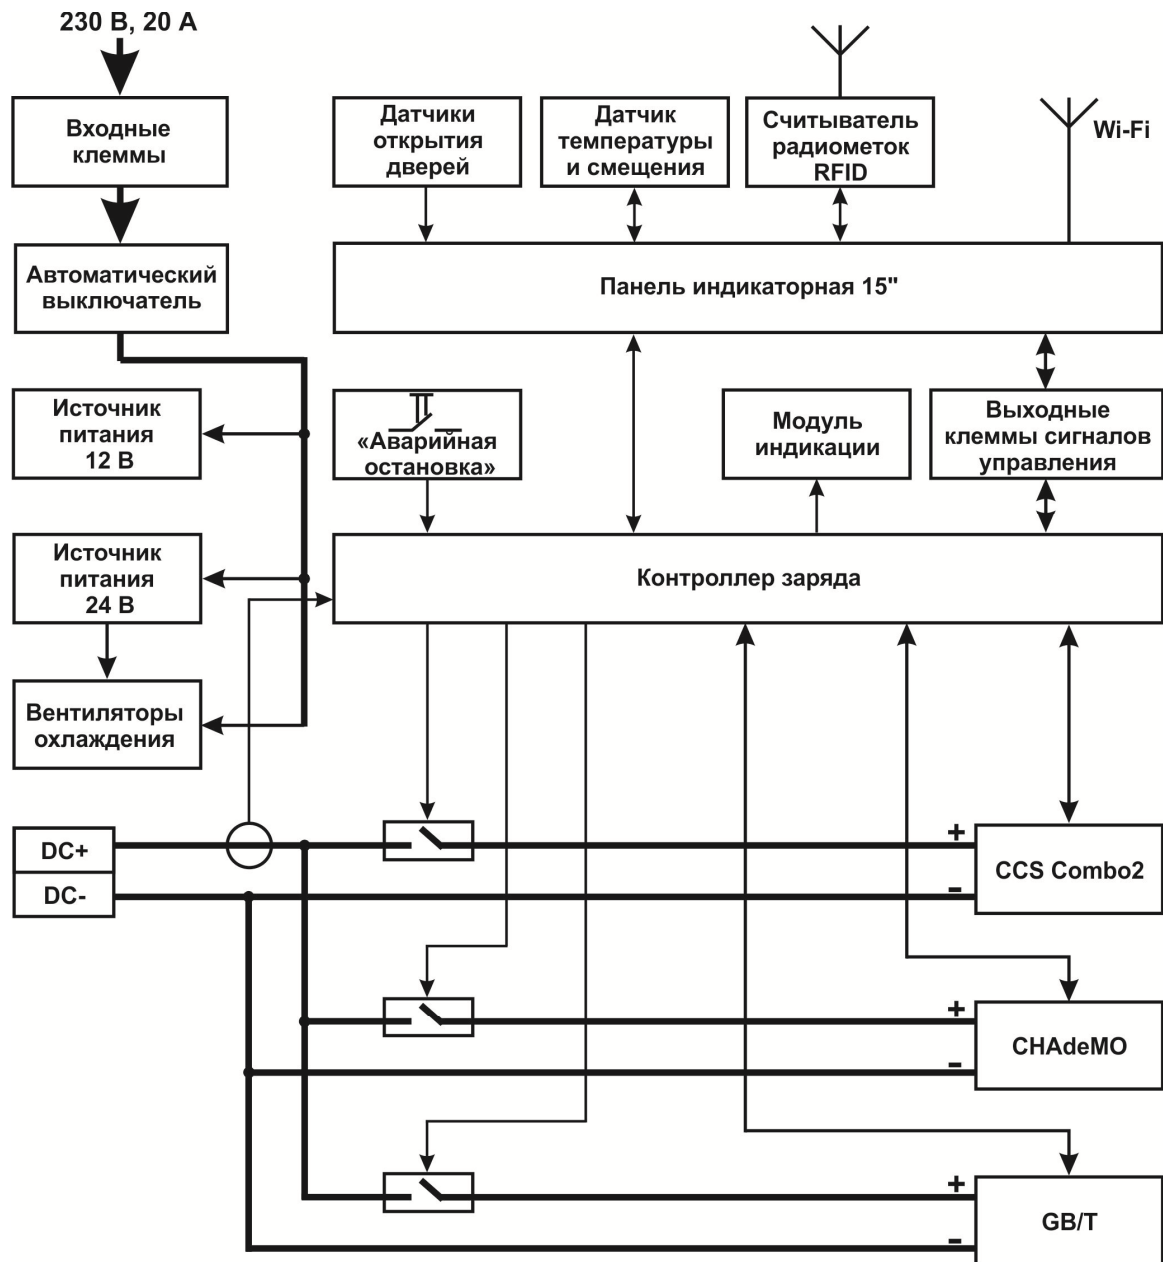 230 В, 20 А
Входные
клеммы
Датчики
открытия
дверей
Датчик
температуры
и смещения
Считыватель
радиометок
RFID
Wi-Fi
Автоматический
выключатель
Панель индикаторная 15"
Источник
питания
12 В
«Аварийная
остановка»
Модуль
индикации
Выходные
клеммы сигналов
управления
Источник
питания
24 В
Контроллер заряда
Вентиляторы
охлаждения
DC+
DC-
+
-
CCS Combo2
+
-
CHAdeMO
+
-
GB/T